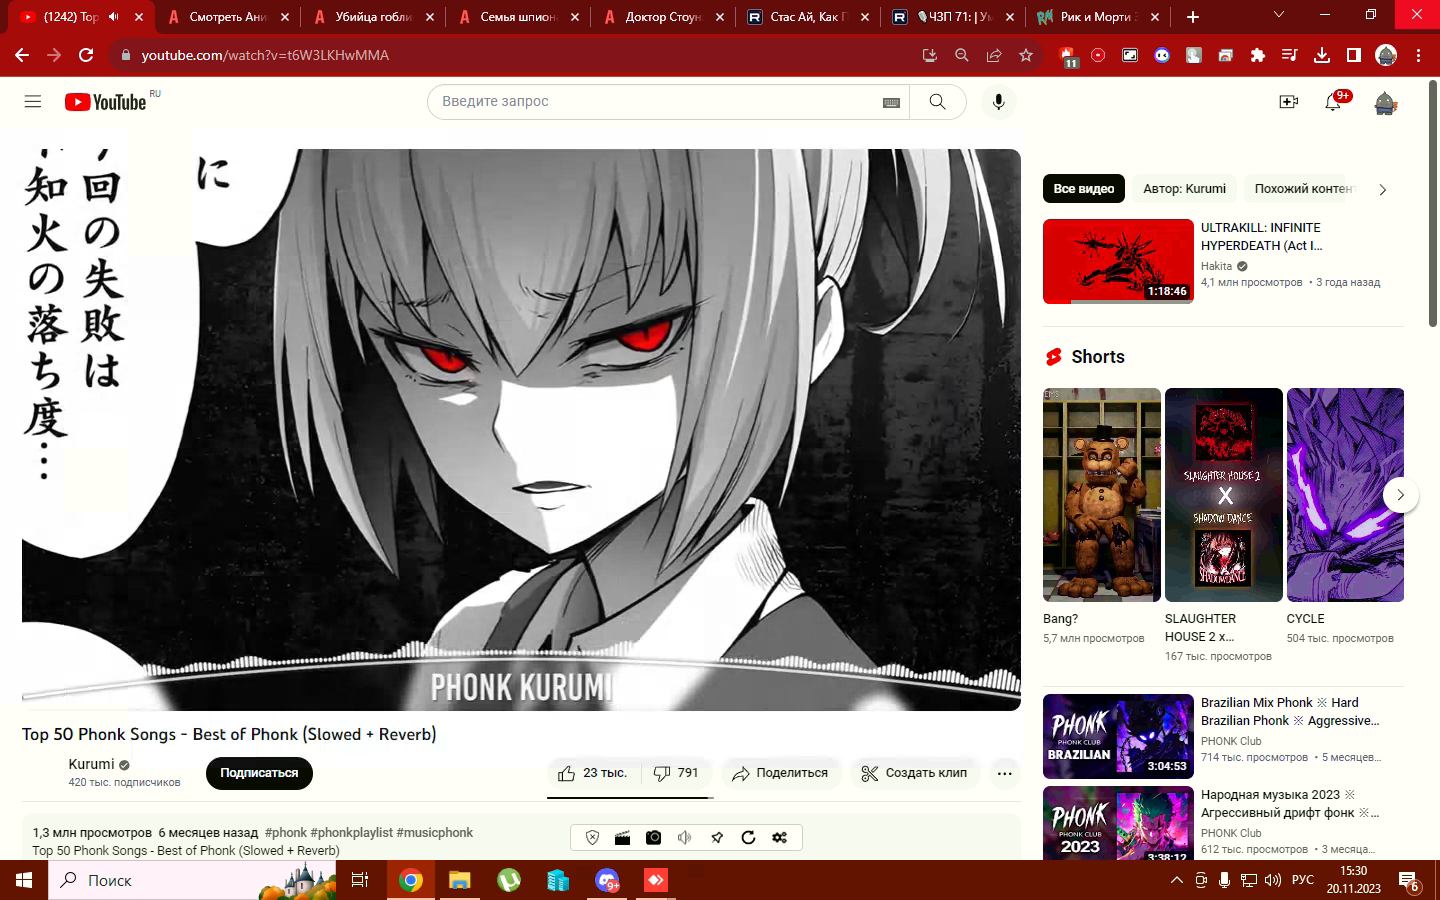 (1242) Top
Смотреть Ани
Убийца гобли
Семья шпион
Доктор Стоун
Стас Ай, Как П
ЧЗП 71: | Ум
Рик и Морти 3
youtube.com/watch?v=t6W3LKHwMMA
11
YouTube RU
Введите запрос
9+
に
回の失敗は
知火の落ち度…
PHONK KURUMI
Top 50 Phonk Songs - Best of Phonk (Slowed + Reverb)
Kurumi
420 тыс. подписчиков
Подписаться
23 тыс.
791
Поделиться
Создать клип
1,3 млн просмотров 6 месяцев назад #phonk #phonkplaylist #musicphonk
Top 50 Phonk Songs - Best of Phonk (Slowed + Reverb)
Все видео
Автор: Kurumi
Похожий контент
1:18:46
ULTRAKILL: INFINITE
HYPERDEATH (Act I...
Hakita
4,1 млн просмотров • 3 года назад
Shorts
SLAUGHTER HOUSE 2
X
SHADOW DANCE
SHADOW DANCE
Bang?
5,7 млн просмотров
SLAUGHTER
HOUSE 2 x...
167 тыс. просмотров
CYCLE
504 тыс. просмотров
PHONK
PHONK CLUB
BRAZILIAN
3:04:53
Brazilian Mix Phonk ※ Hard
Brazilian Phonk ※ Aggressive...
PHONK Club
714 тыс. просмотров • 5 месяцев...
PHONK
PHONK CLUB
2023
3:38:12
Народная музыка 2023 ※
Агрессивный дрифт фонк ※...
PHONK Club
612 тыс. просмотров • 3 месяца...
Поиск
9+
РУС
15:30
20.11.2023
6